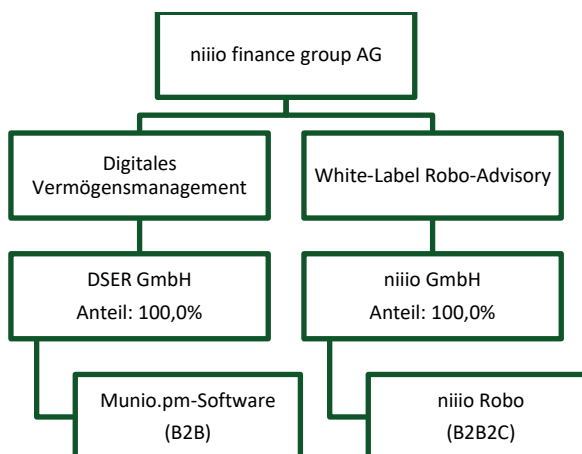 niiio finance group AG
Digitales
Vermögensmanagement
White-Label Robo-Advisory
DSER GmbH
Anteil: 100,0%
niiio GmbH
Anteil: 100,0%
Munio.pm-Software
(B2B)
niiio Robo
(B2B2C)